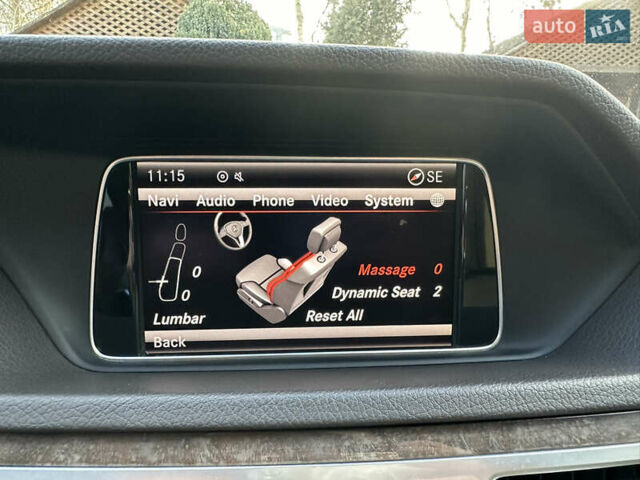 auto RIA
11:15 SE
Navi Audio Phone Video System
0
0
Massage 0
Dynamic Seat 2
Lumbar Reset All
Back